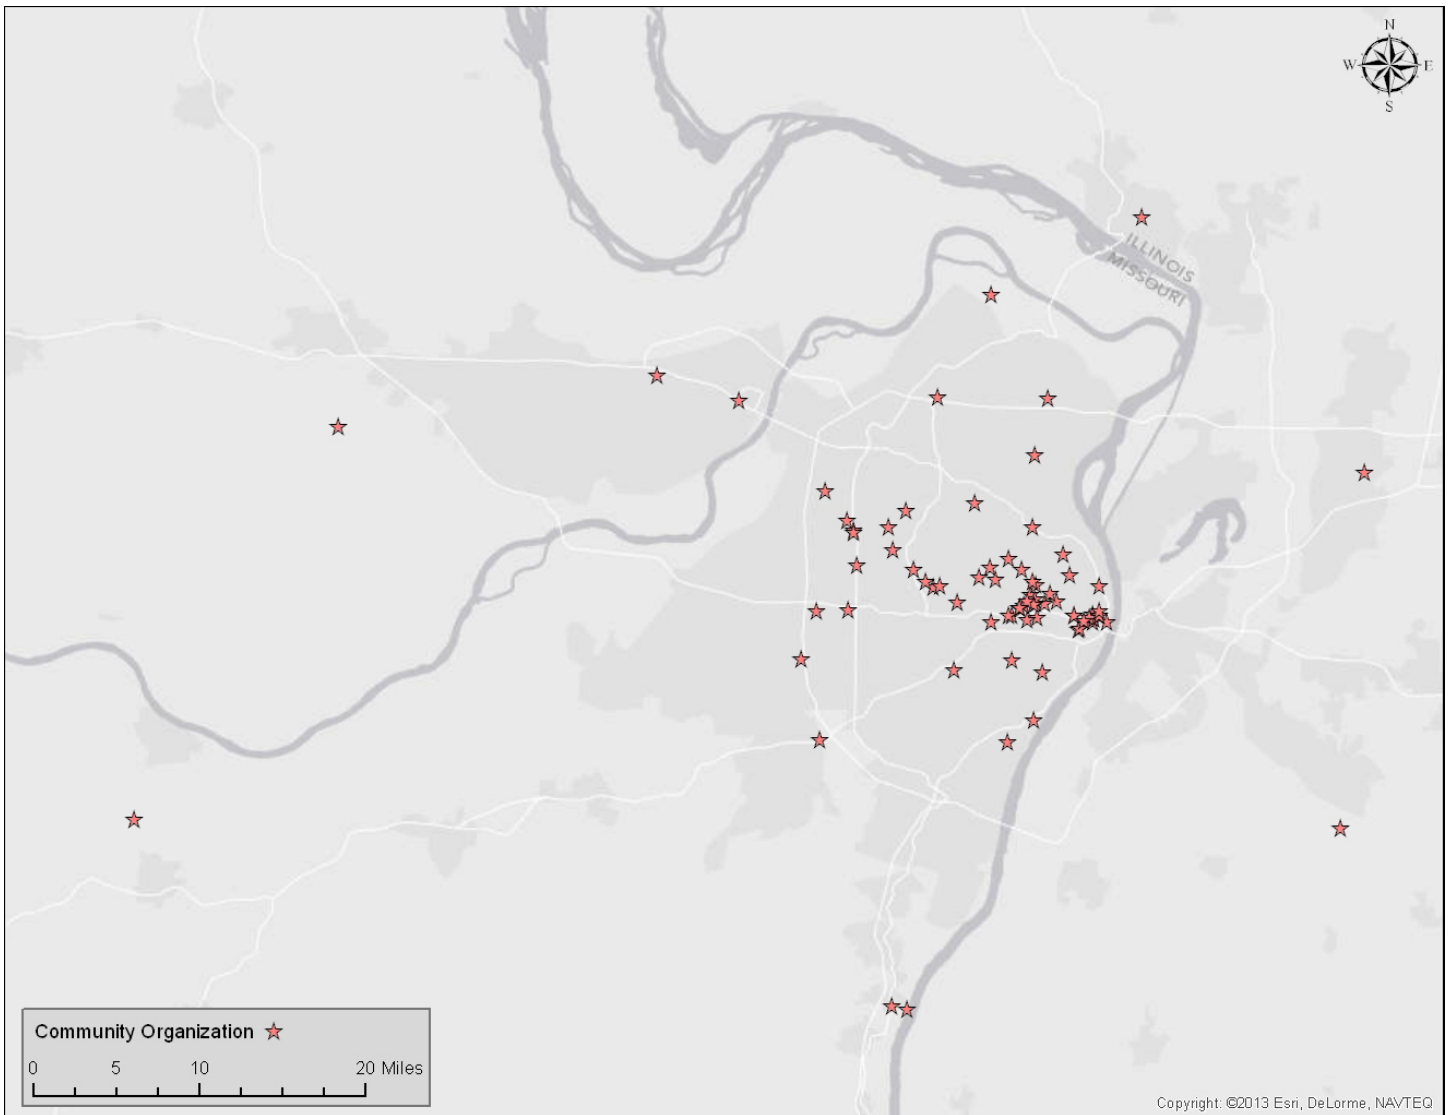 N
W E
S
ILLINOIS
MISSOURI
Community Organization
0 5 10 20 Miles
Copyright: ©2013 Esri, DeLorme, NAVTEQ